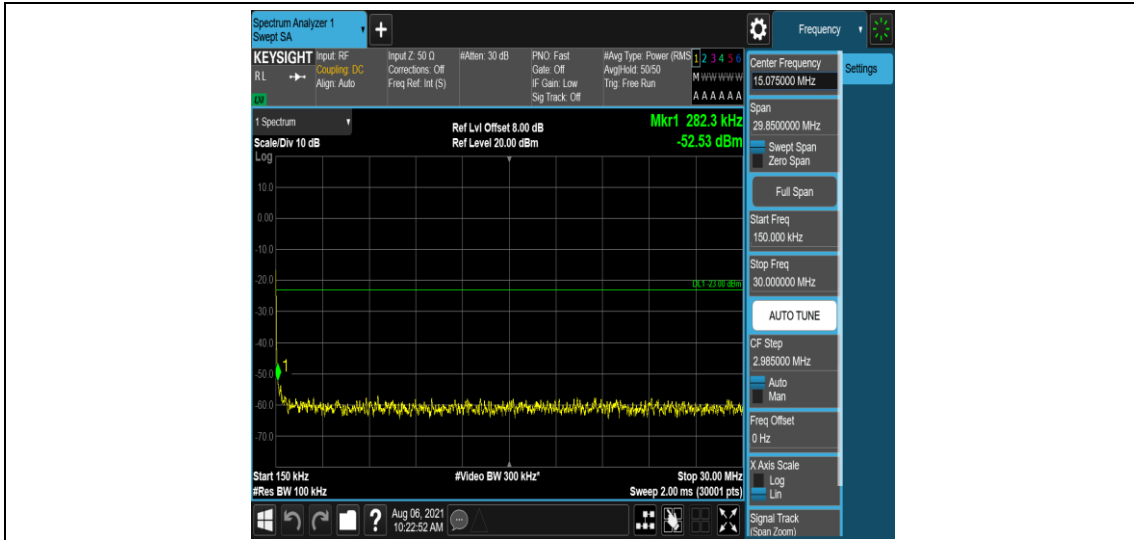 Spectrum Analyzer 1
Swept SA
+
Frequency
KEYSIGHT
RL
Input: RF
Coupling: DC
Align: Auto
Input Z: 50 Ω
Corrections: Off
Freq Ref: Int (S)
#Atten: 30 dB
PNO: Fast
Gate: Off
IF Gain: Low
Sig Track: Off
#Avg Type: Power (RMS
Avg|Hold: 50/50
Trig: Free Run
1 2 3 4 5 6
M W W W W W
A A A A A A
1 Spectrum
Scale/Div 10 dB
Log
Ref Lvl Offset 8.00 dB
Ref Level 20.00 dBm
Mkr1 282.3 kHz
-52.53 dBm
10.0
0.00
-10.0
-20.0
DL1 -23.00 dBm
-30.0
-40.0
-50.0
1
-60.0
-70.0
Start 150 kHz
#Res BW 100 kHz
#Video BW 300 kHz*
Stop 30.00 MHz
Sweep 2.00 ms (30001 pts)
Center Frequency
15.075000 MHz
Settings
Span
29.8500000 MHz
Swept Span
Zero Span
Full Span
Start Freq
150.000 kHz
Stop Freq
30.000000 MHz
AUTO TUNE
CF Step
2.985000 MHz
Auto
Man
Freq Offset
0 Hz
X Axis Scale
Log
Lin
Signal Track
(Span Zoom)
?
Aug 06, 2021
10:22:52 AM